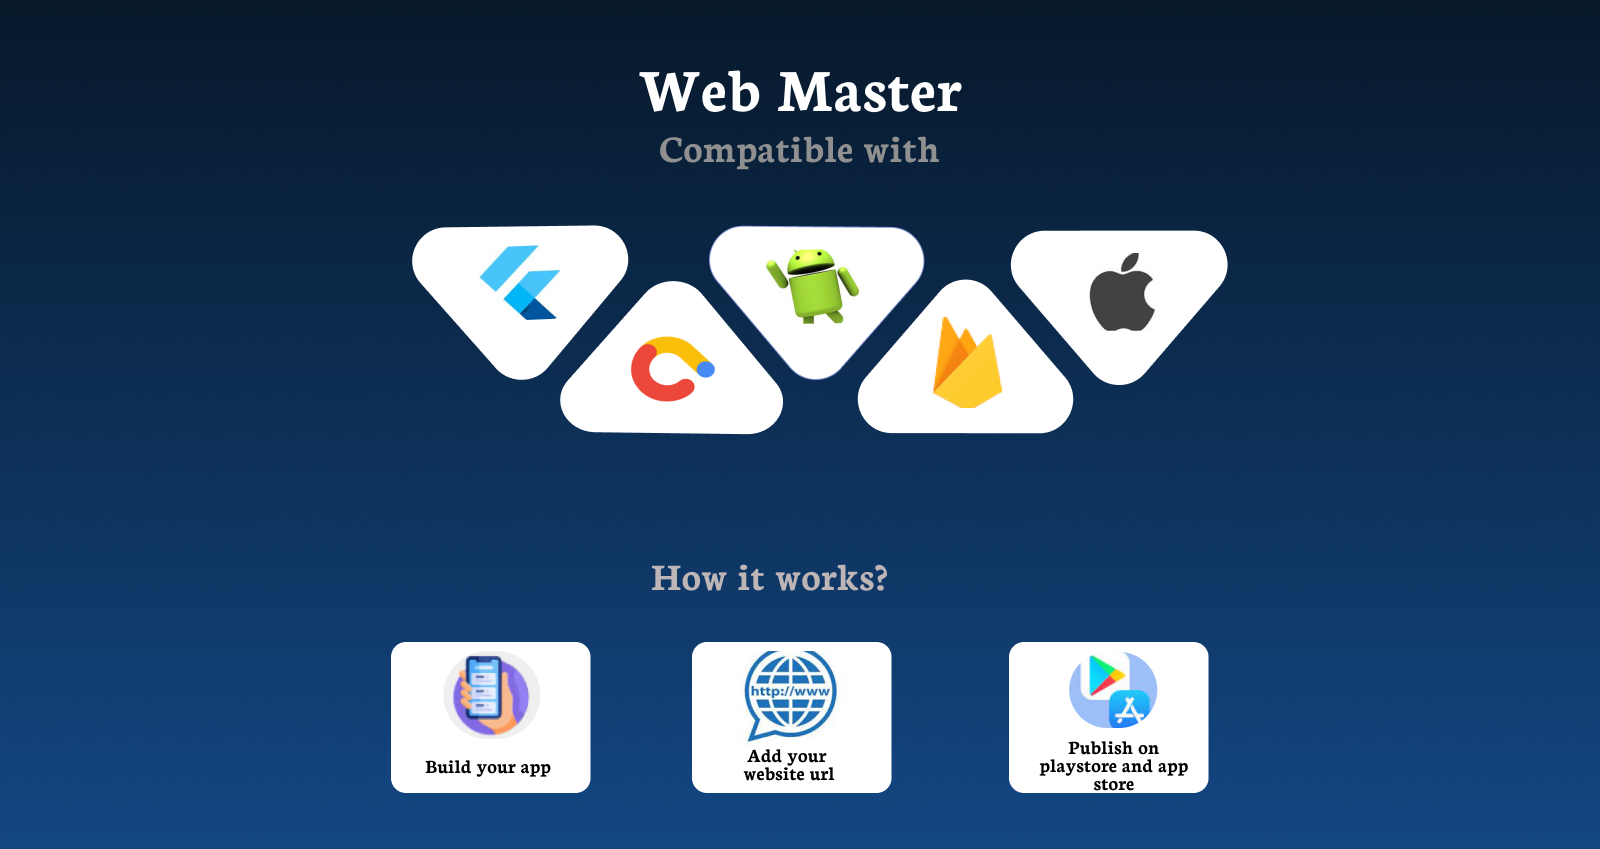 Web Master
Compatible with
How it works?
Build your app
http://www
Add your
website url
Publish on
playstore and app
store